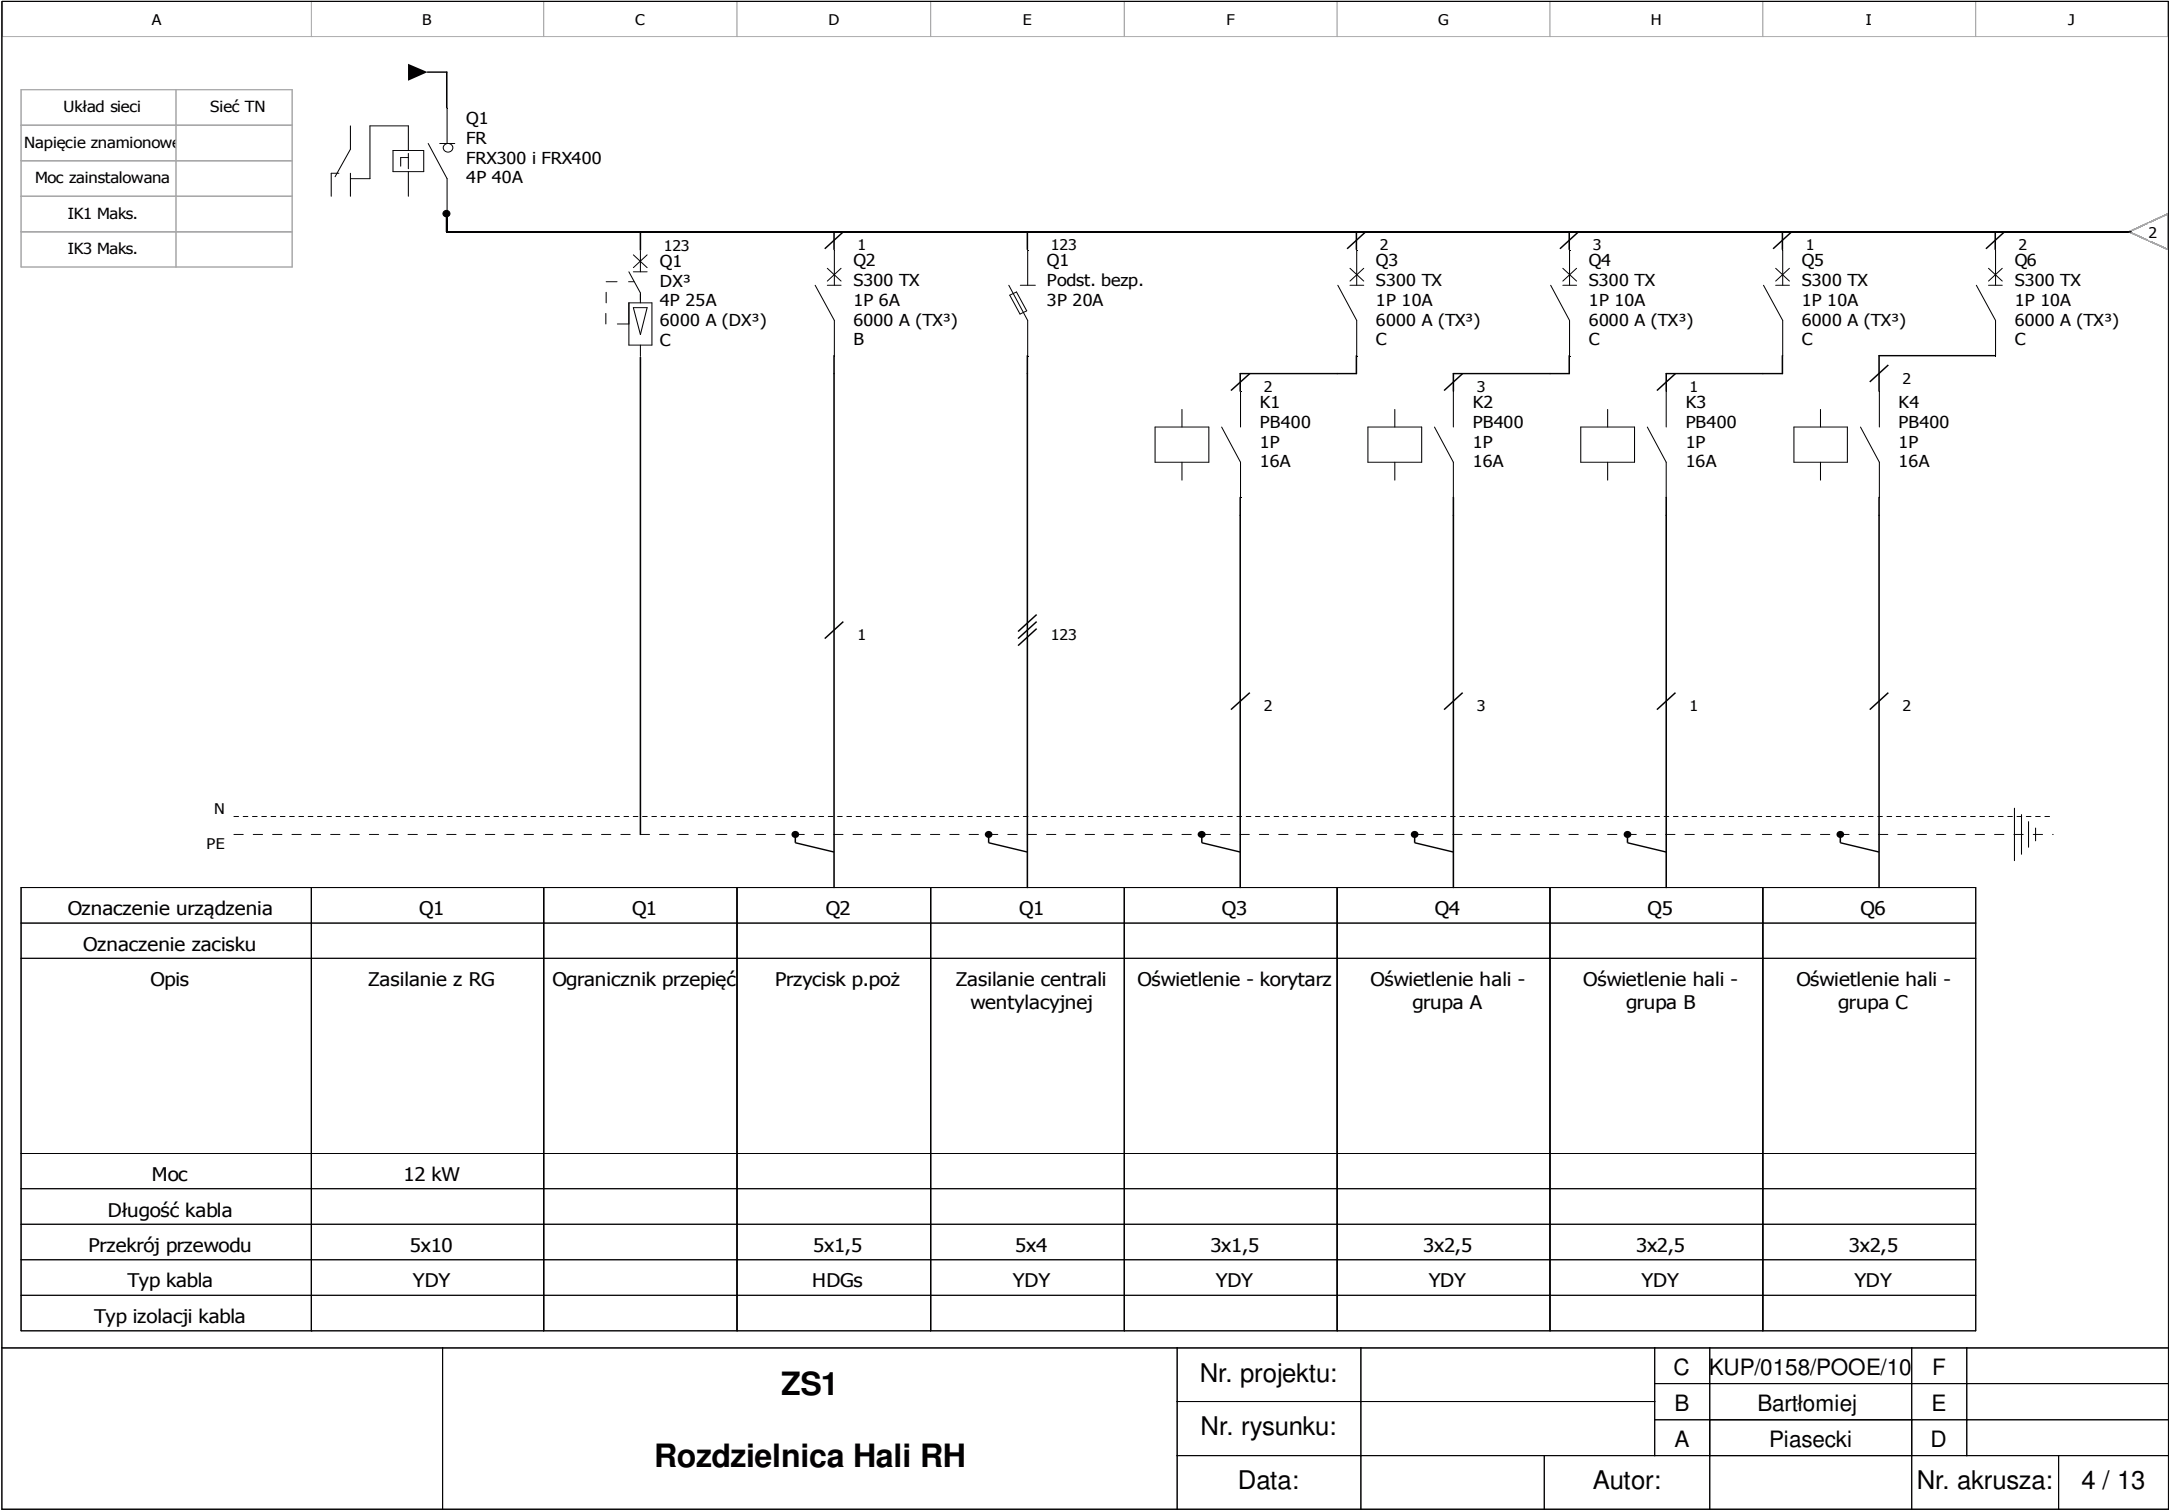 A B C D E F G H I J
Układ sieci Sieć TN
Napięcie znamionowe
Moc zainstalowana
IK1 Maks.
IK3 Maks.
Q1
FR
FRX300 i FRX400
4P 40A
2
123
Q1
DX³
4P 25A
6000 A (DX³)
C
1
Q2
S300 TX
1P 6A
6000 A (TX³)
B
123
Q1
Podst. bezp.
3P 20A
2
Q3
S300 TX
1P 10A
6000 A (TX³)
C
3
Q4
S300 TX
1P 10A
6000 A (TX³)
C
1
Q5
S300 TX
1P 10A
6000 A (TX³)
C
2
Q6
S300 TX
1P 10A
6000 A (TX³)
C
2
K1
PB400
1P
16A
3
K2
PB400
1P
16A
1
K3
PB400
1P
16A
2
K4
PB400
1P
16A
1 123
2 3 1 2
N
PE
Oznaczenie urządzenia Q1 Q1 Q2 Q1 Q3 Q4 Q5 Q6
Oznaczenie zacisku
Opis
Zasilanie z RG
Ogranicznik przepięć
Przycisk p.poż
Zasilanie centrali
wentylacyjnej
Oświetlenie - korytarz
Oświetlenie hali -
grupa A
Oświetlenie hali -
grupa B
Oświetlenie hali -
grupa C
Moc 12 kW
Długość kabla
Przekrój przewodu 5x10 5x1,5 5x4 3x1,5 3x2,5 3x2,5 3x2,5
Typ kabla YDY HDGs YDY YDY YDY YDY YDY
Typ izolacji kabla
ZS1
Rozdzielnica Hali RH
Nr. projektu:
Nr. rysunku:
Data:
Autor:
C KUP/0158/POOE/10 F
B Bartłomiej E
A Piasecki D
Nr. akrusza: 4 / 13